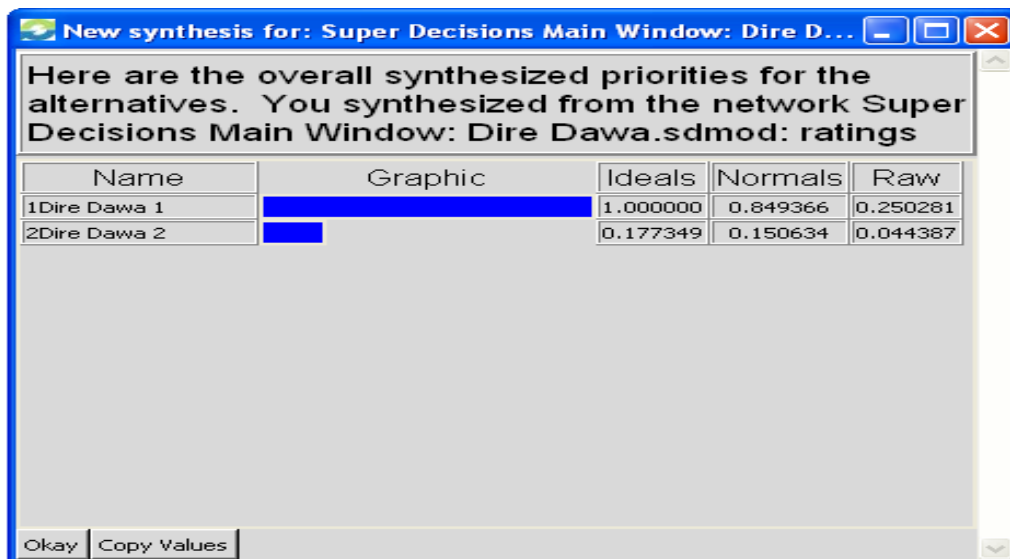 New synthesis for: Super Decisions Main Window: Dire D...
Here are the overall synthesized priorities for the
alternatives. You synthesized from the network Super
Decisions Main Window: Dire Dawa.sdmod: ratings
Name Graphic Ideals Normals Raw
1Dire Dawa 1 1.000000 0.849366 0.250281
2Dire Dawa 2 0.177349 0.150634 0.044387
Okay Copy Values